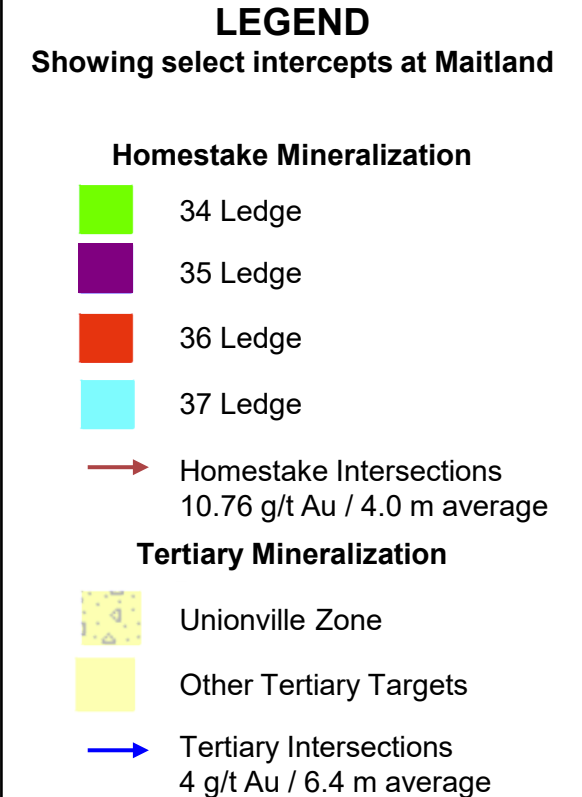 LEGEND
Showing select intercepts at Maitland
Homestake Mineralization
34 Ledge
35 Ledge
36 Ledge
37 Ledge
Homestake Intersections
10.76 g/t Au / 4.0 m average
Tertiary Mineralization
Unionville Zone
Other Tertiary Targets
Tertiary Intersections
4 g/t Au / 6.4 m average